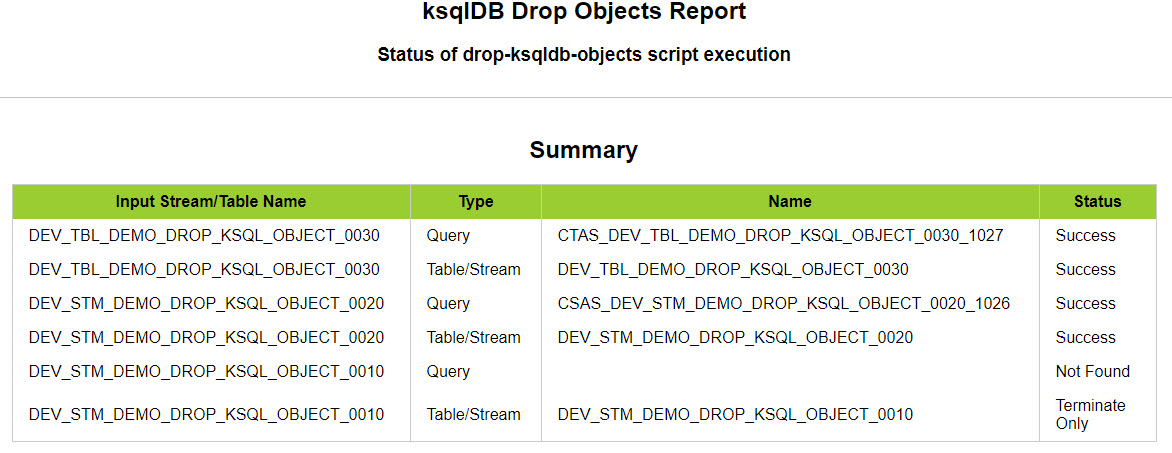 ksqlDB Drop Objects Report
Status of drop-ksqldb-objects script execution
Summary
Input Stream/Table Name Type Name Status
DEV_TBL_DEMO_DROP_KSQL_OBJECT_0030 Query CTAS_DEV_TBL_DEMO_DROP_KSQL_OBJECT_0030_1027 Success
DEV_TBL_DEMO_DROP_KSQL_OBJECT_0030 Table/Stream DEV_TBL_DEMO_DROP_KSQL_OBJECT_0030 Success
DEV_STM_DEMO_DROP_KSQL_OBJECT_0020 Query CSAS_DEV_STM_DEMO_DROP_KSQL_OBJECT_0020_1026 Success
DEV_STM_DEMO_DROP_KSQL_OBJECT_0020 Table/Stream DEV_STM_DEMO_DROP_KSQL_OBJECT_0020 Success
DEV_STM_DEMO_DROP_KSQL_OBJECT_0010 Query Not Found
DEV_STM_DEMO_DROP_KSQL_OBJECT_0010 Table/Stream DEV_STM_DEMO_DROP_KSQL_OBJECT_0010 Terminate
Only